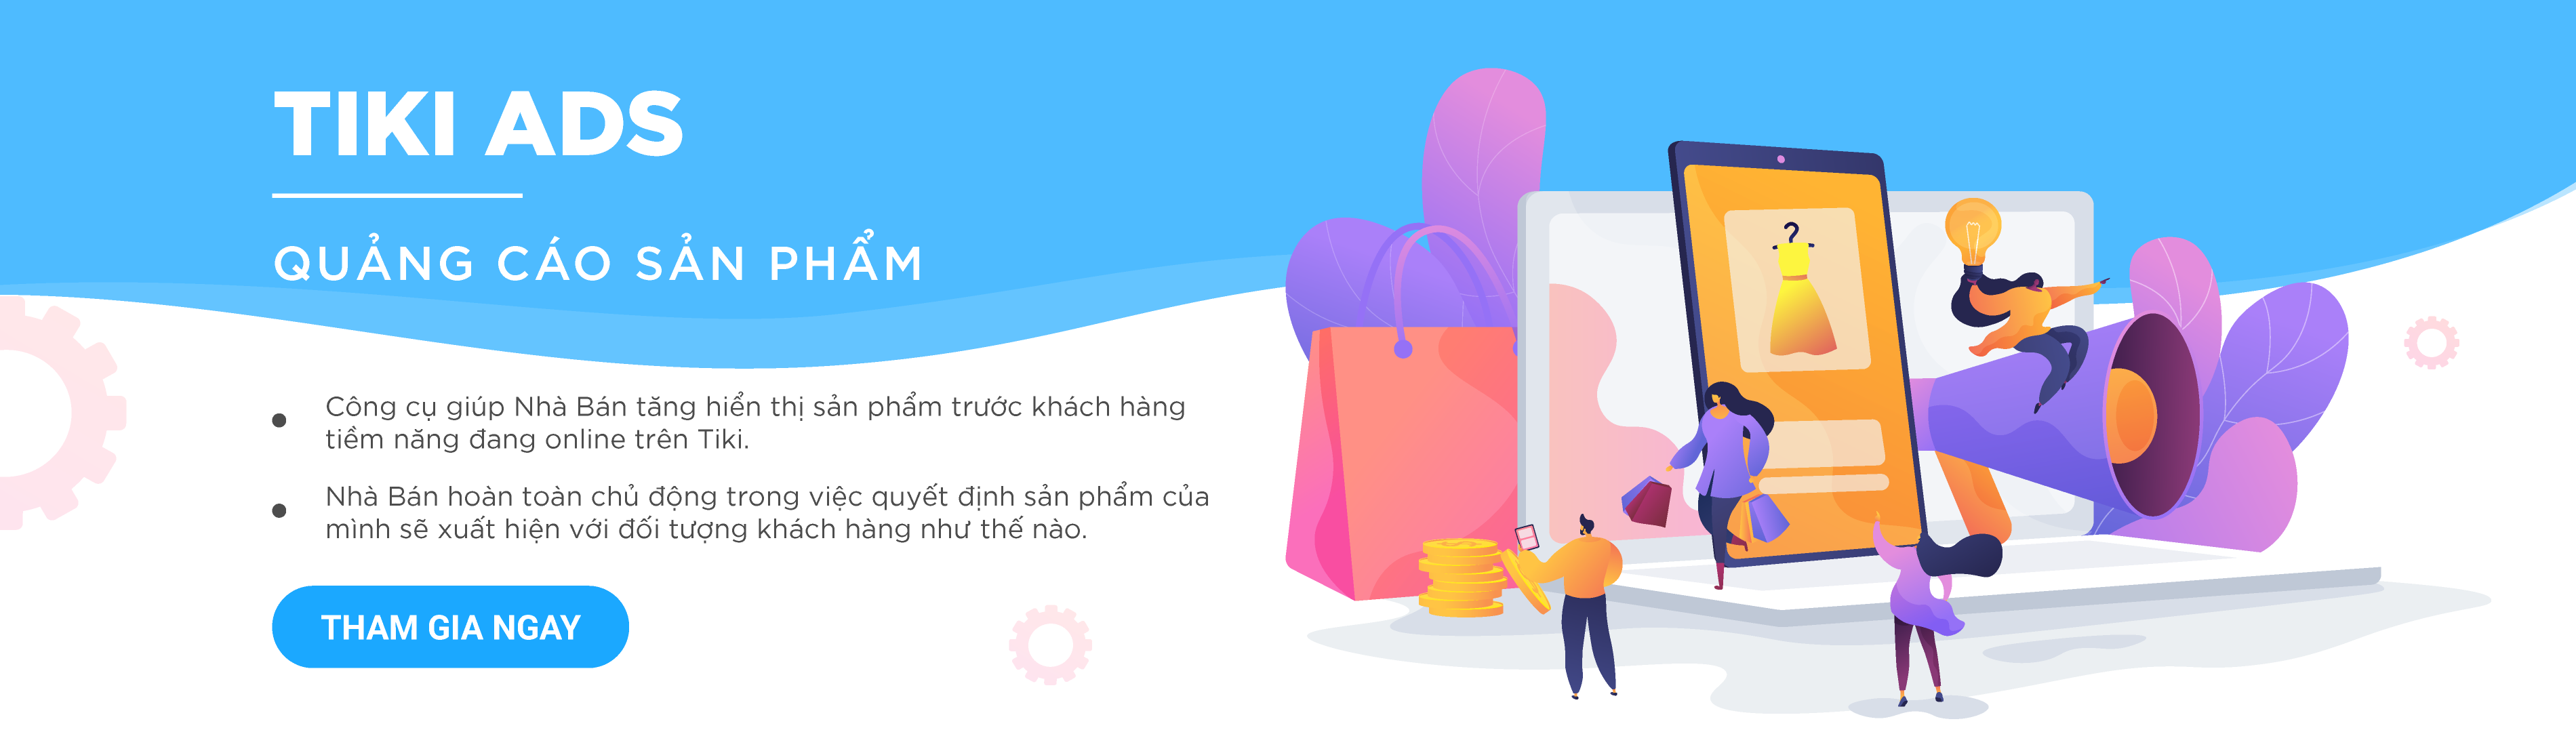 TIKI ADS
QUẢNG CÁO SẢN PHẨM
Công cụ giúp Nhà Bán tăng hiển thị sản phẩm trước khách hàng
tiềm năng đang online trên Tiki.
Nhà Bán hoàn toàn chủ động trong việc quyết định sản phẩm của
mình sẽ xuất hiện với đối tượng khách hàng như thế nào.
THAM GIA NGAY